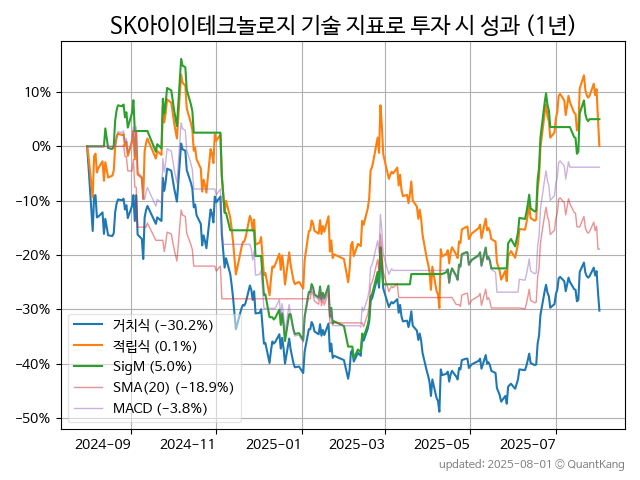 SK아이이테크놀로지 기술 지표로 투자 시 성과 (1년)
10%
0%
−10%
−20%
−30%
−40%
−50%
거치식 (−30.2%)
적립식 (0.1%)
SigM (5.0%)
SMA(20) (−18.9%)
MACD (−3.8%)
2024-09
2024-11
2025-01
2025-03
2025-05
2025-07
updated: 2025-08-01 © QuantKang